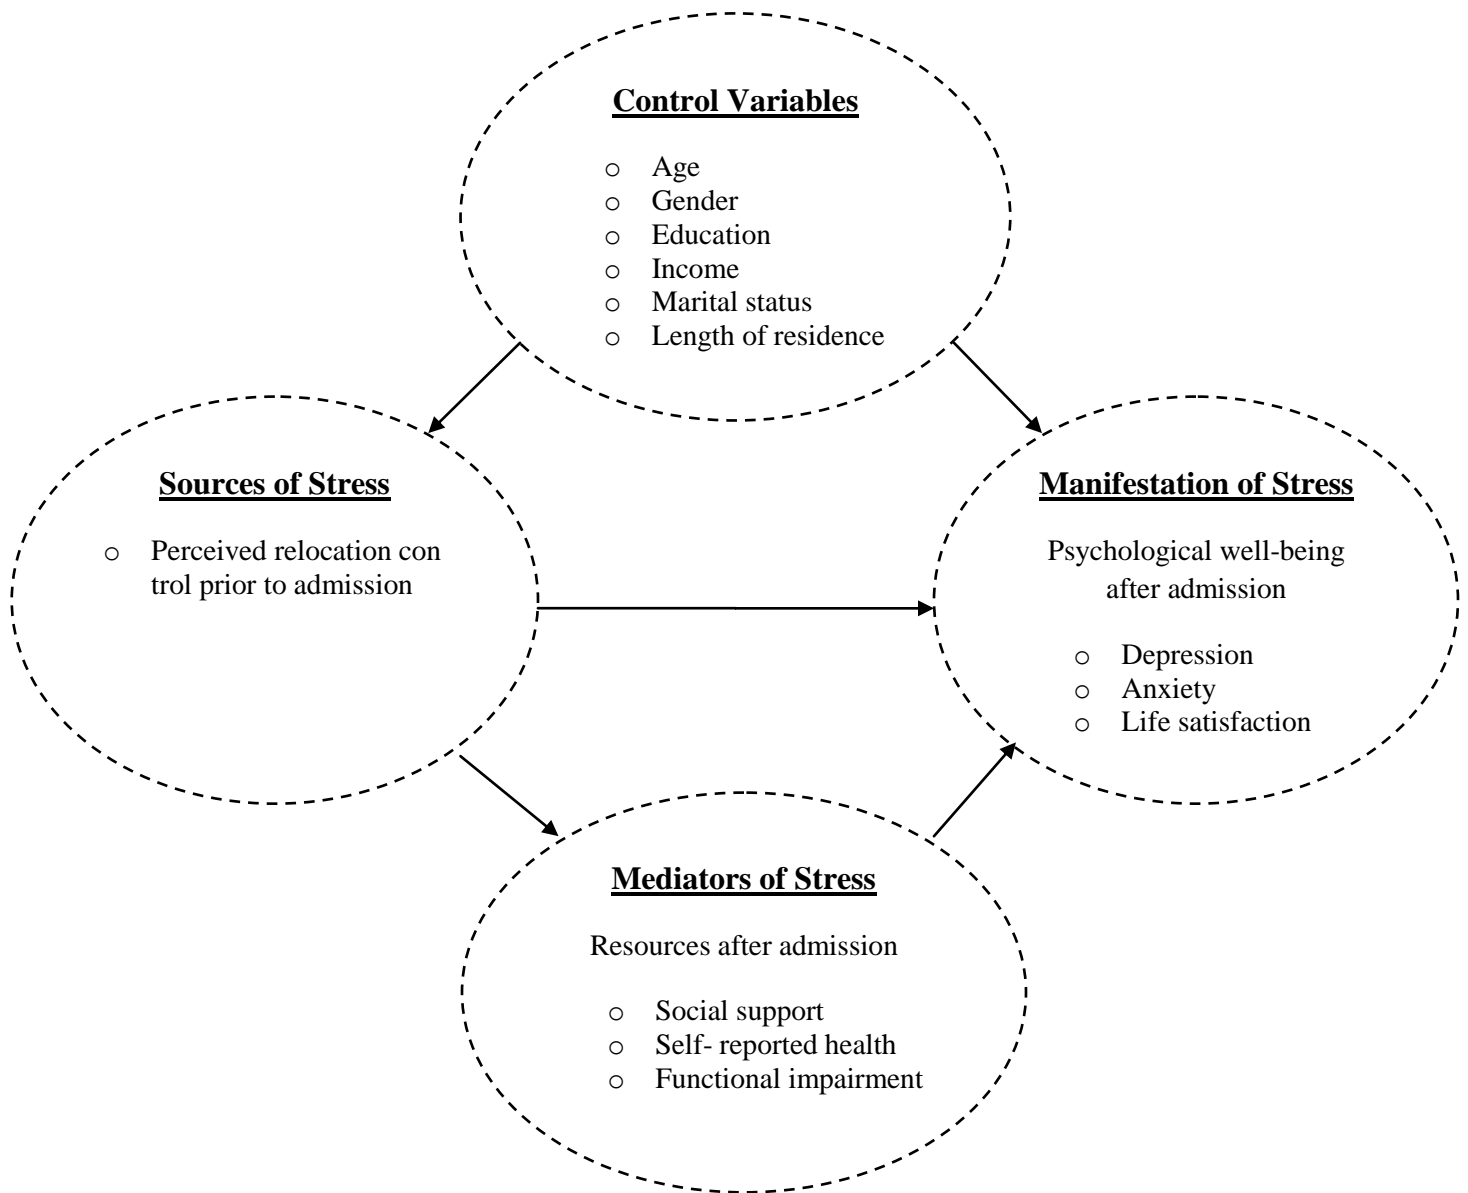 Control Variables
o Age
o Gender
o Education
o Income
o Marital status
o Length of residence
Sources of Stress
o Perceived relocation con
trol prior to admission
Manifestation of Stress
Psychological well-being
after admission
o Depression
o Anxiety
o Life satisfaction
Mediators of Stress
Resources after admission
o Social support
o Self- reported health
o Functional impairment